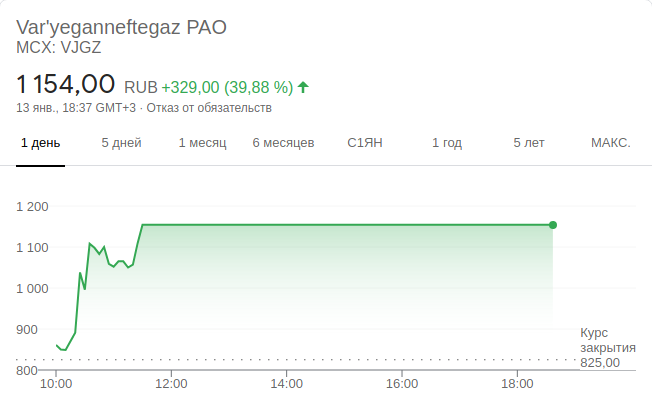 Var'yeganneftegaz PAO
MCX: VJGZ
1 154,00 RUB +329,00 (39,88 %) ↑
13 янв., 18:37 GMT+3 · Отказ от обязательств
1 день 5 дней 1 месяц 6 месяцев С1ЯН 1 год 5 лет МАКС.
1 200
1 100
1 000
900
800
Курс
закрытия
825,00
10:00 12:00 14:00 16:00 18:00